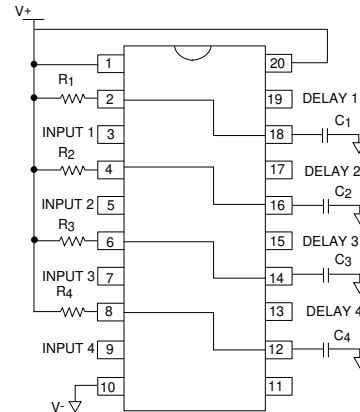 V+
1 20
R1
2 19 DELAY 1
INPUT 1 3 18 C1
R2
4 17 DELAY 2
INPUT 2 5 16 C2
R3
6 15 DELAY 3
INPUT 3 7 14 C3
R4
8 13 DELAY 4
INPUT 4 9 12 C4
V- 10 11